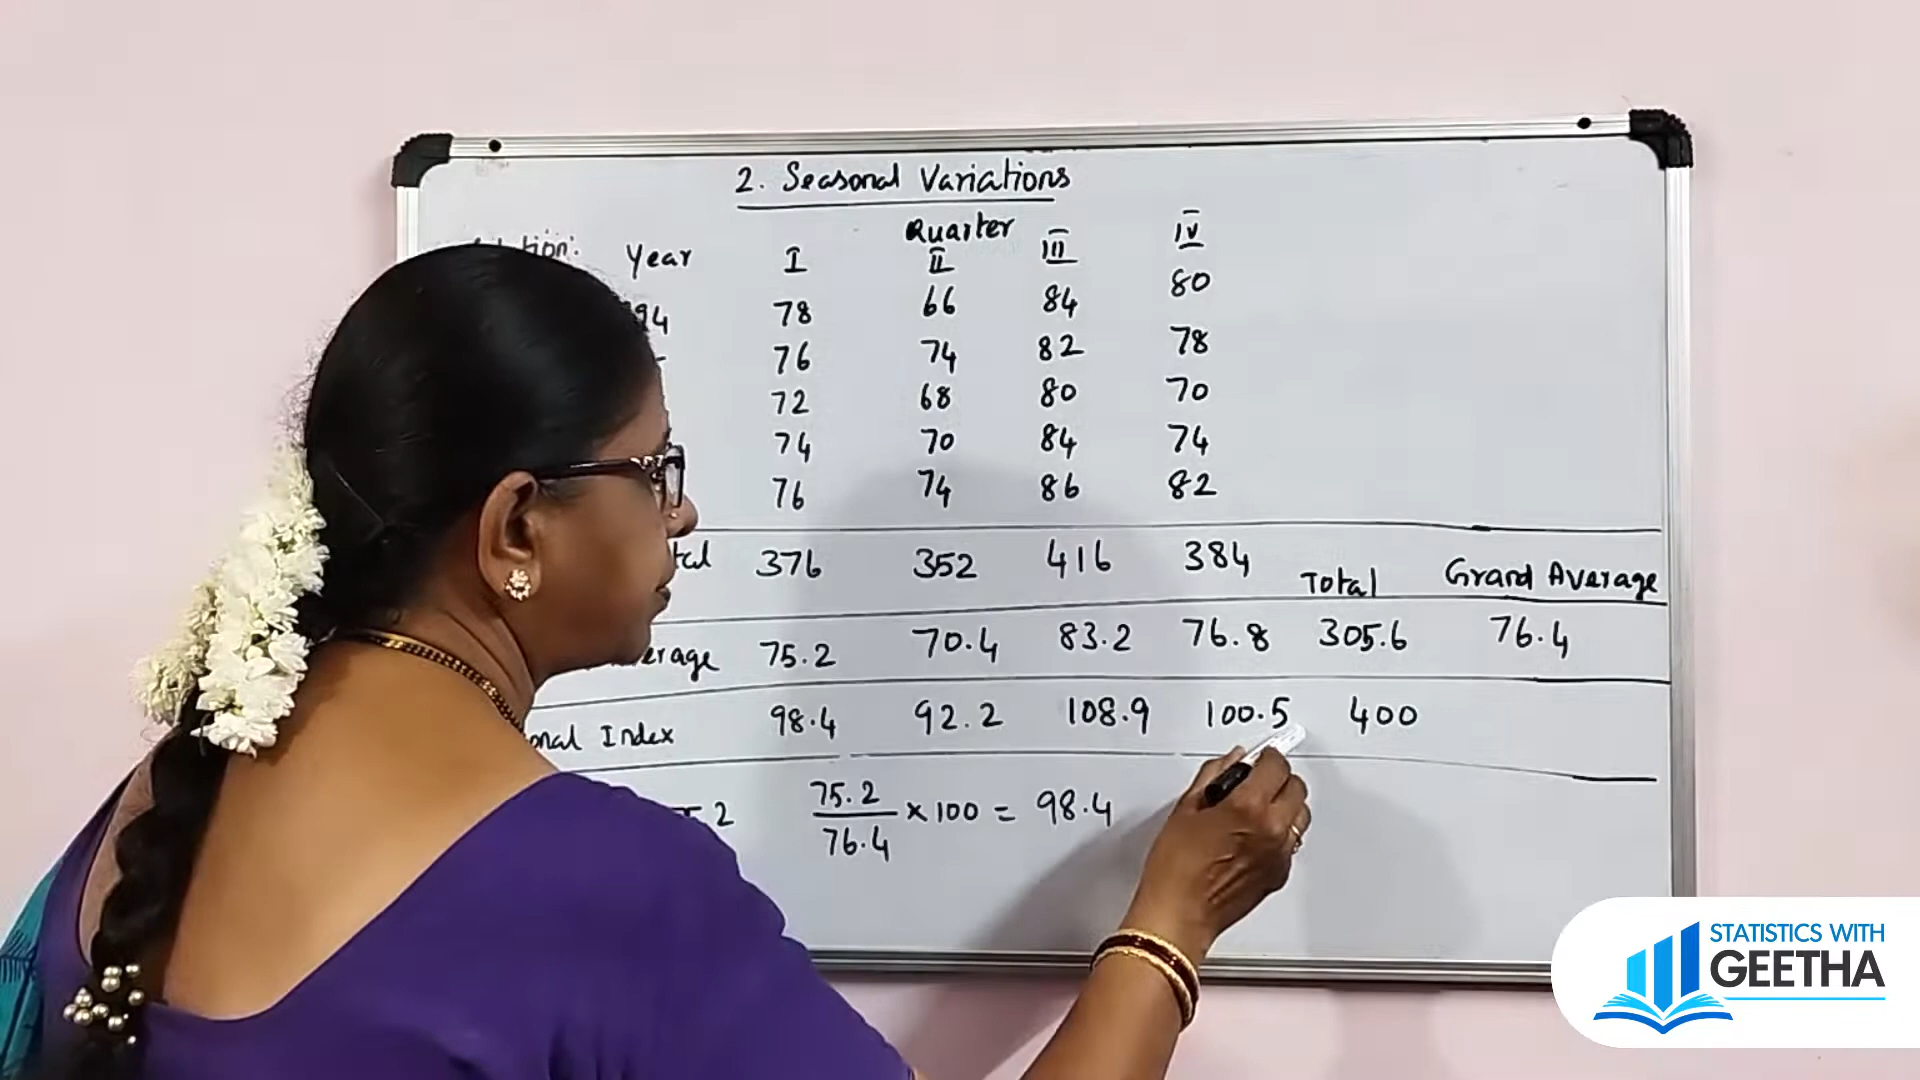 2. Seasonal Variations
Quarter
Year I II III IV
94 78 66 84 80
76 74 82 78
72 68 80 70
74 70 84 74
76 74 86 82
376 352 416 384 Total Grand Average
75.2 70.4 83.2 76.8 305.6 76.4
Index 98.4 92.2 108.9 100.5 400
75.2
76.4
× 100 = 98.4
STATISTICS WITH
GEETHA